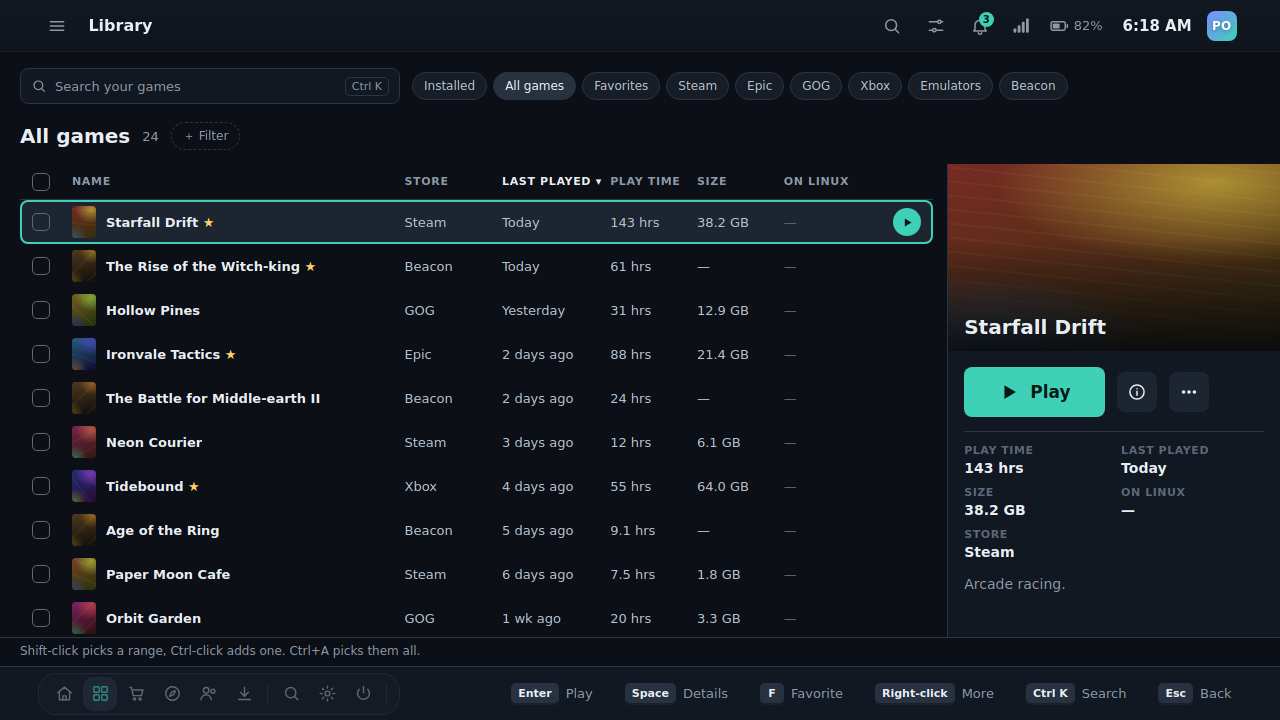 Library
3
82%
6:18 AM
PO
Search your games
Ctrl K
Installed
All games
Favorites
Steam
Epic
GOG
Xbox
Emulators
Beacon
All games 24 + Filter
NAME STORE LAST PLAYED ▾ PLAY TIME SIZE ON LINUX
Starfall Drift ★ Steam Today 143 hrs 38.2 GB —
The Rise of the Witch-king ★ Beacon Today 61 hrs — —
Hollow Pines GOG Yesterday 31 hrs 12.9 GB —
Ironvale Tactics ★ Epic 2 days ago 88 hrs 21.4 GB —
The Battle for Middle-earth II Beacon 2 days ago 24 hrs — —
Neon Courier Steam 3 days ago 12 hrs 6.1 GB —
Tidebound ★ Xbox 4 days ago 55 hrs 64.0 GB —
Age of the Ring Beacon 5 days ago 9.1 hrs — —
Paper Moon Cafe Steam 6 days ago 7.5 hrs 1.8 GB —
Orbit Garden GOG 1 wk ago 20 hrs 3.3 GB —
Starfall Drift
Play
PLAY TIME LAST PLAYED
143 hrs Today
SIZE ON LINUX
38.2 GB —
STORE
Steam
Arcade racing.
Shift-click picks a range, Ctrl-click adds one. Ctrl+A picks them all.
Enter Play Space Details F Favorite Right-click More Ctrl K Search Esc Back